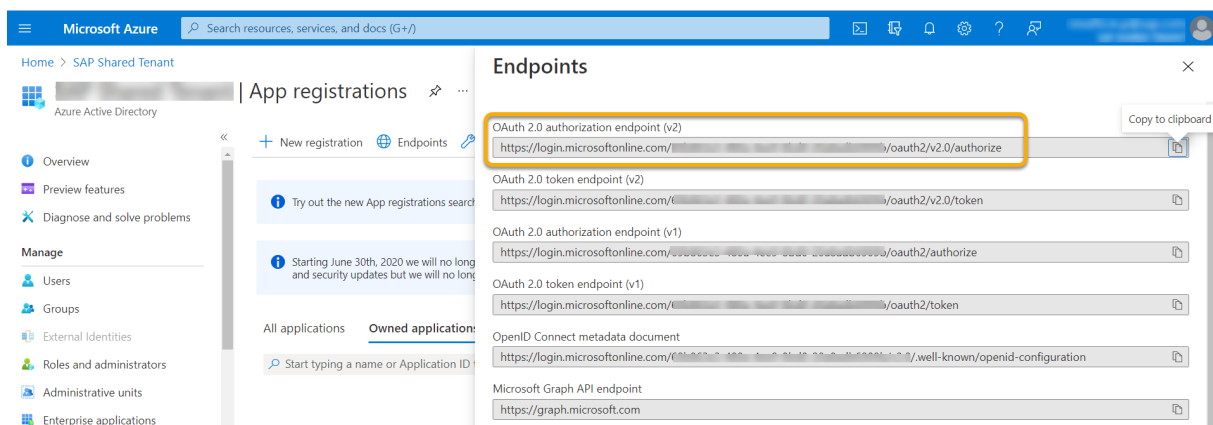 Microsoft Azure
Search resources, services, and docs (G+/)
Home > SAP Shared Tenant
| App registrations
Azure Active Directory
Overview
Preview features
Diagnose and solve problems
Manage
Users
Groups
External Identities
Roles and administrators
Administrative units
Enterprise applications
New registration
Endpoints
Try out the new App registrations search
Starting June 30th, 2020 we will no long
and security updates but we will no long
All applications
Owned applications
Start typing a name or Application ID
Endpoints
Copy to clipboard
OAuth 2.0 authorization endpoint (v2)
https://login.microsoftonline.com/ /oauth2/v2.0/authorize
OAuth 2.0 token endpoint (v2)
https://login.microsoftonline.com/ /oauth2/v2.0/token
OAuth 2.0 authorization endpoint (v1)
https://login.microsoftonline.com/ /oauth2/authorize
OAuth 2.0 token endpoint (v1)
https://login.microsoftonline.com/ /oauth2/token
OpenID Connect metadata document
https://login.microsoftonline.com/ /.well-known/openid-configuration
Microsoft Graph API endpoint
https://graph.microsoft.com